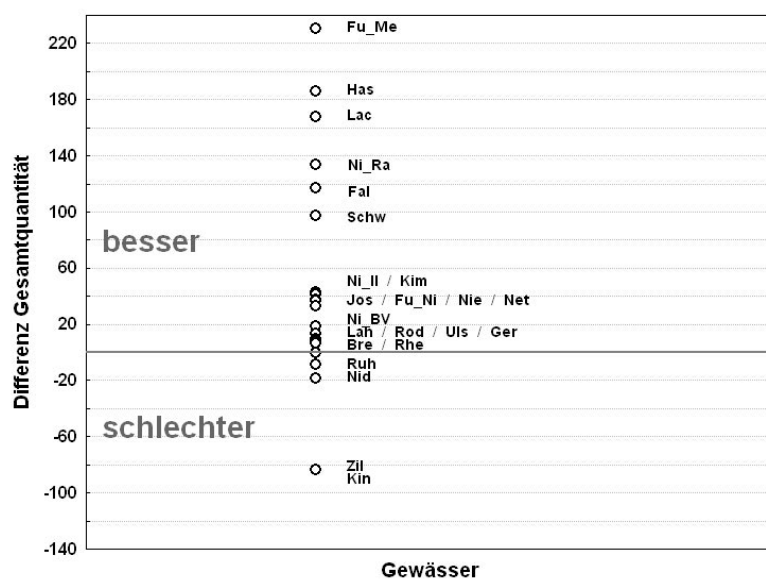 Differenz Gesamtquantität
220
180
140
100
60
20
-20
-60
-100
-140
besser
schlechter
Fu_Me
Has
Lac
Ni_Ra
Fal
Schw
Ni_II / Kim
Jos / Fu_Ni / Nie / Net
Ni_BV
Lah / Rod / Uls / Ger
Bre / Rhe
Ruh
Nid
Zil
Kin
Gewässer